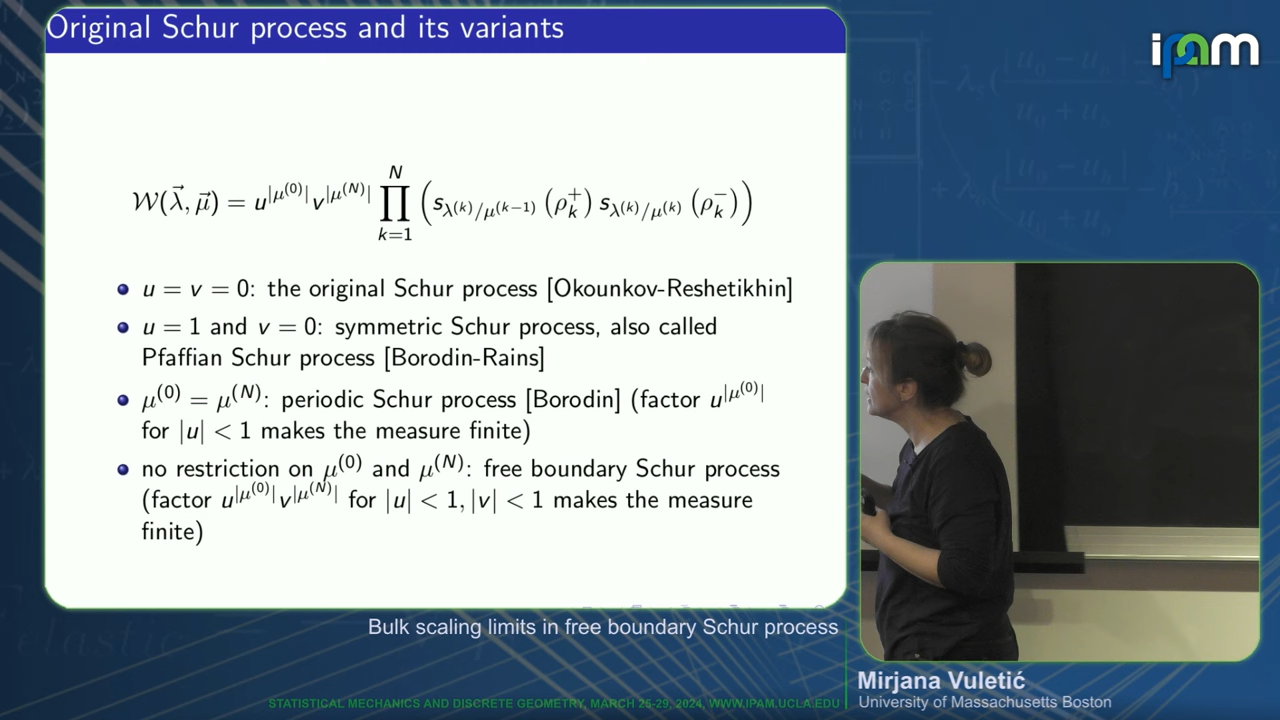 Original Schur process and its variants
ipam
𝒲(λ⃗, μ⃗) = u^{|μ^{(0)}|} v^{|μ^{(N)}|} ∏_{k=1}^{N} ( s_{λ^{(k)}/μ^{(k−1)}} (ρ_k^+) s_{λ^{(k)}/μ^{(k)}} (ρ_k^−) )
• u = v = 0: the original Schur process [Okounkov-Reshetikhin]
• u = 1 and v = 0: symmetric Schur process, also called
Pfaffian Schur process [Borodin-Rains]
• μ^{(0)} = μ^{(N)}: periodic Schur process [Borodin] (factor u^{|μ^{(0)}|}
for |u| < 1 makes the measure finite)
• no restriction on μ^{(0)} and μ^{(N)}: free boundary Schur process
(factor u^{|μ^{(0)}|} v^{|μ^{(N)}|} for |u| < 1, |v| < 1 makes the measure
finite)
Bulk scaling limits in free boundary Schur process
Mirjana Vuletić
University of Massachusetts Boston
STATISTICAL MECHANICS AND DISCRETE GEOMETRY, MARCH 25-29, 2024, WWW.IPAM.UCLA.EDU
elastic